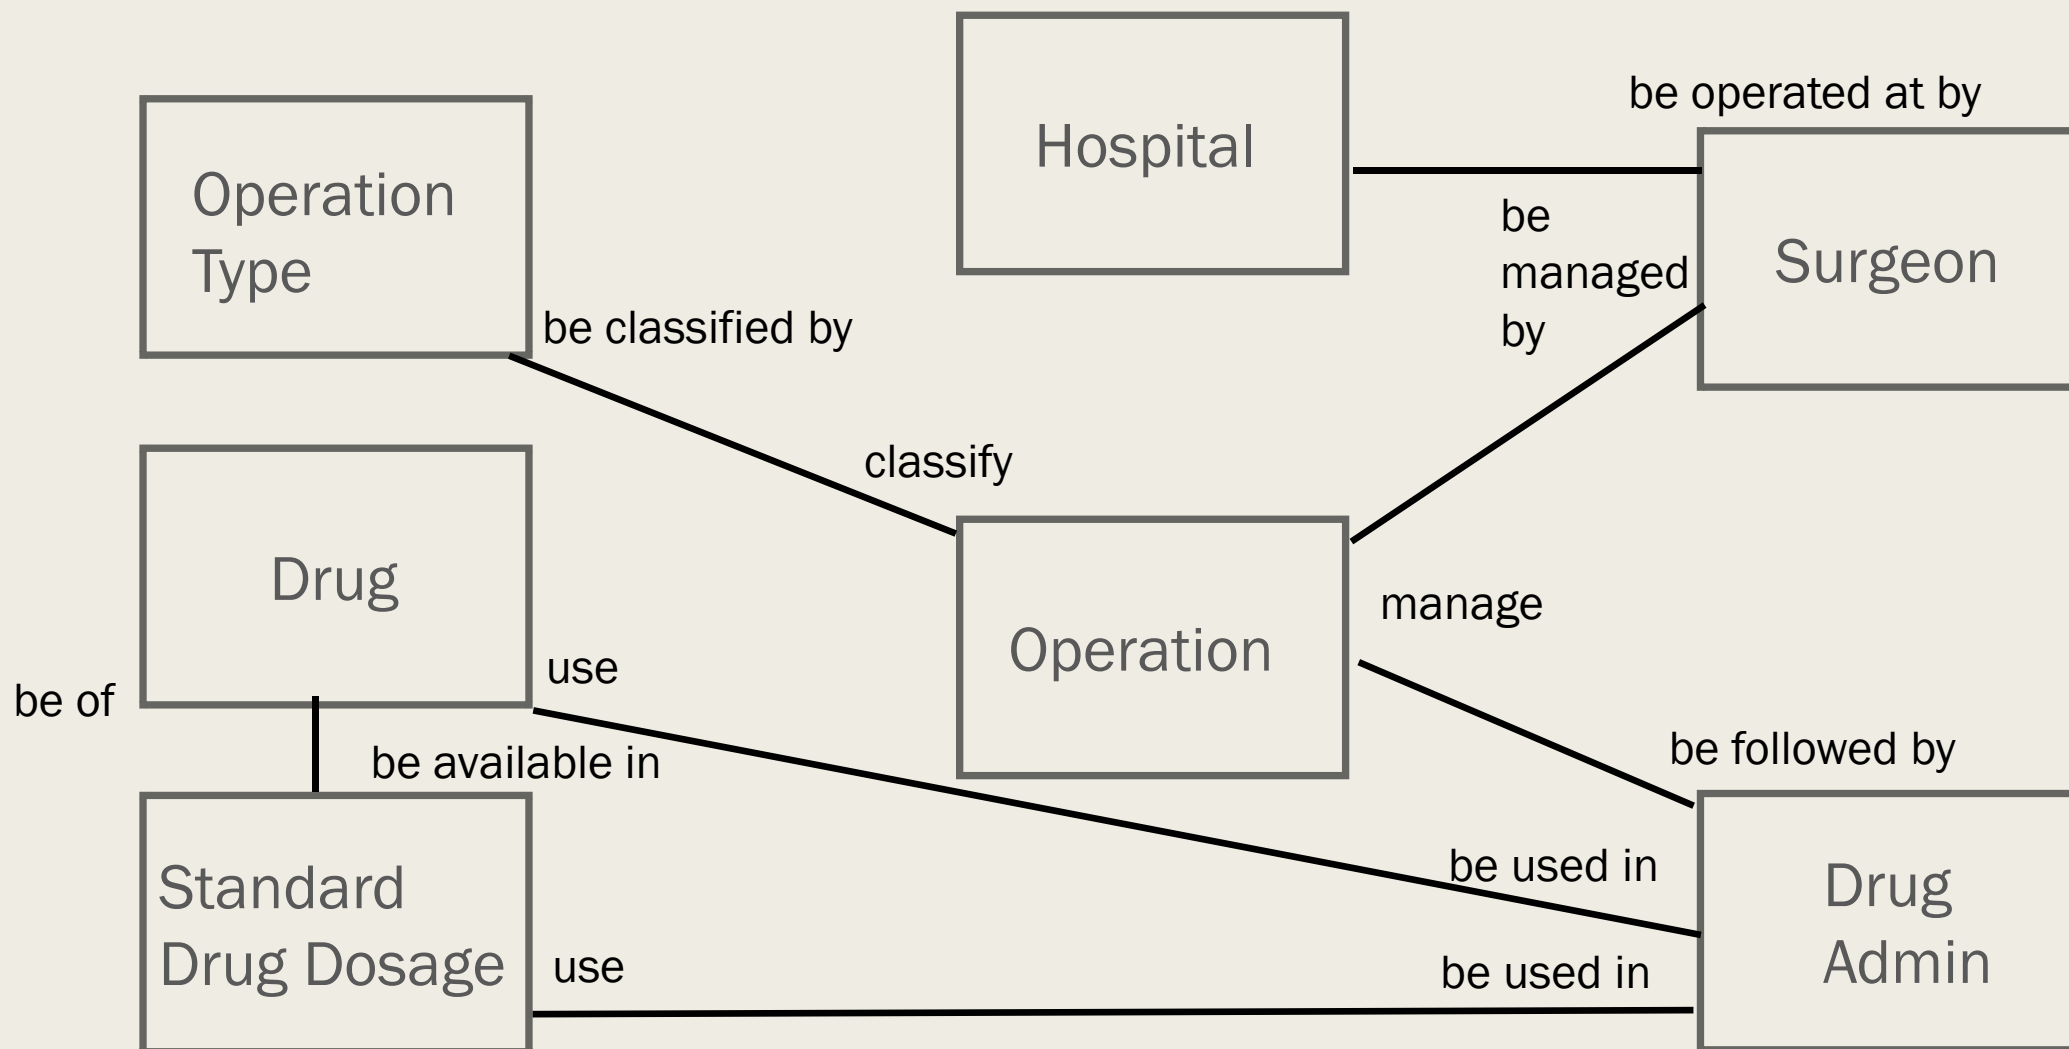 Hospital
be operated at by
Operation
Type
be
managed
by
Surgeon
be classified by
classify
Drug
Operation
manage
use
be of
be available in
be followed by
Standard
Drug Dosage
use
be used in
be used in
Drug
Admin